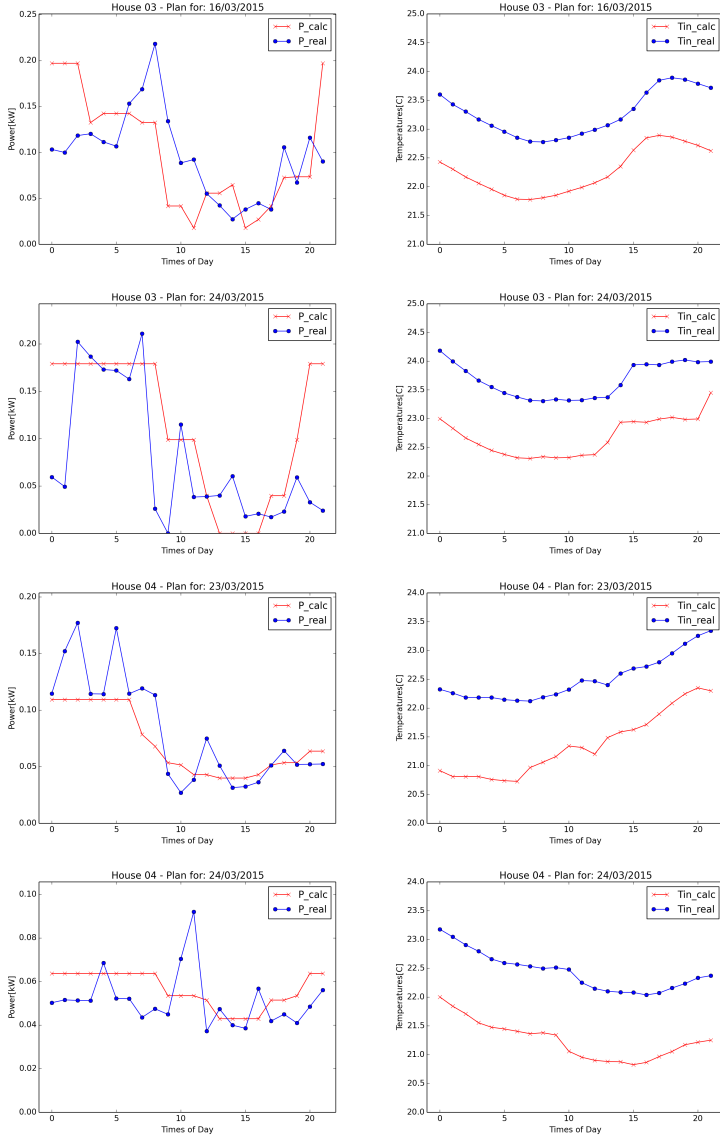 House 03 - Plan for: 16/03/2015
P_calc
P_real
Power[kW]
0.25
0.20
0.15
0.10
0.05
0.00
0 5 10 15 20
Times of Day
House 03 - Plan for: 16/03/2015
Tin_calc
Tin_real
Temperatures[C]
25.0
24.5
24.0
23.5
23.0
22.5
22.0
21.5
21.0
0 5 10 15 20
Times of Day
House 03 - Plan for: 24/03/2015
P_calc
P_real
Power[kW]
0.20
0.15
0.10
0.05
0.00
0 5 10 15 20
Times of Day
House 03 - Plan for: 24/03/2015
Tin_calc
Tin_real
Temperatures[C]
25.0
24.5
24.0
23.5
23.0
22.5
22.0
21.5
21.0
0 5 10 15 20
Times of Day
House 04 - Plan for: 23/03/2015
P_calc
P_real
Power[kW]
0.20
0.15
0.10
0.05
0.00
0 5 10 15 20
Times of Day
House 04 - Plan for: 23/03/2015
Tin_calc
Tin_real
Temperatures[C]
24.0
23.5
23.0
22.5
22.0
21.5
21.0
20.5
20.0
0 5 10 15 20
Times of Day
House 04 - Plan for: 24/03/2015
P_calc
P_real
Power[kW]
0.10
0.08
0.06
0.04
0.02
0.00
0 5 10 15 20
Times of Day
House 04 - Plan for: 24/03/2015
Tin_calc
Tin_real
Temperatures[C]
24.0
23.5
23.0
22.5
22.0
21.5
21.0
20.5
20.0
0 5 10 15 20
Times of Day